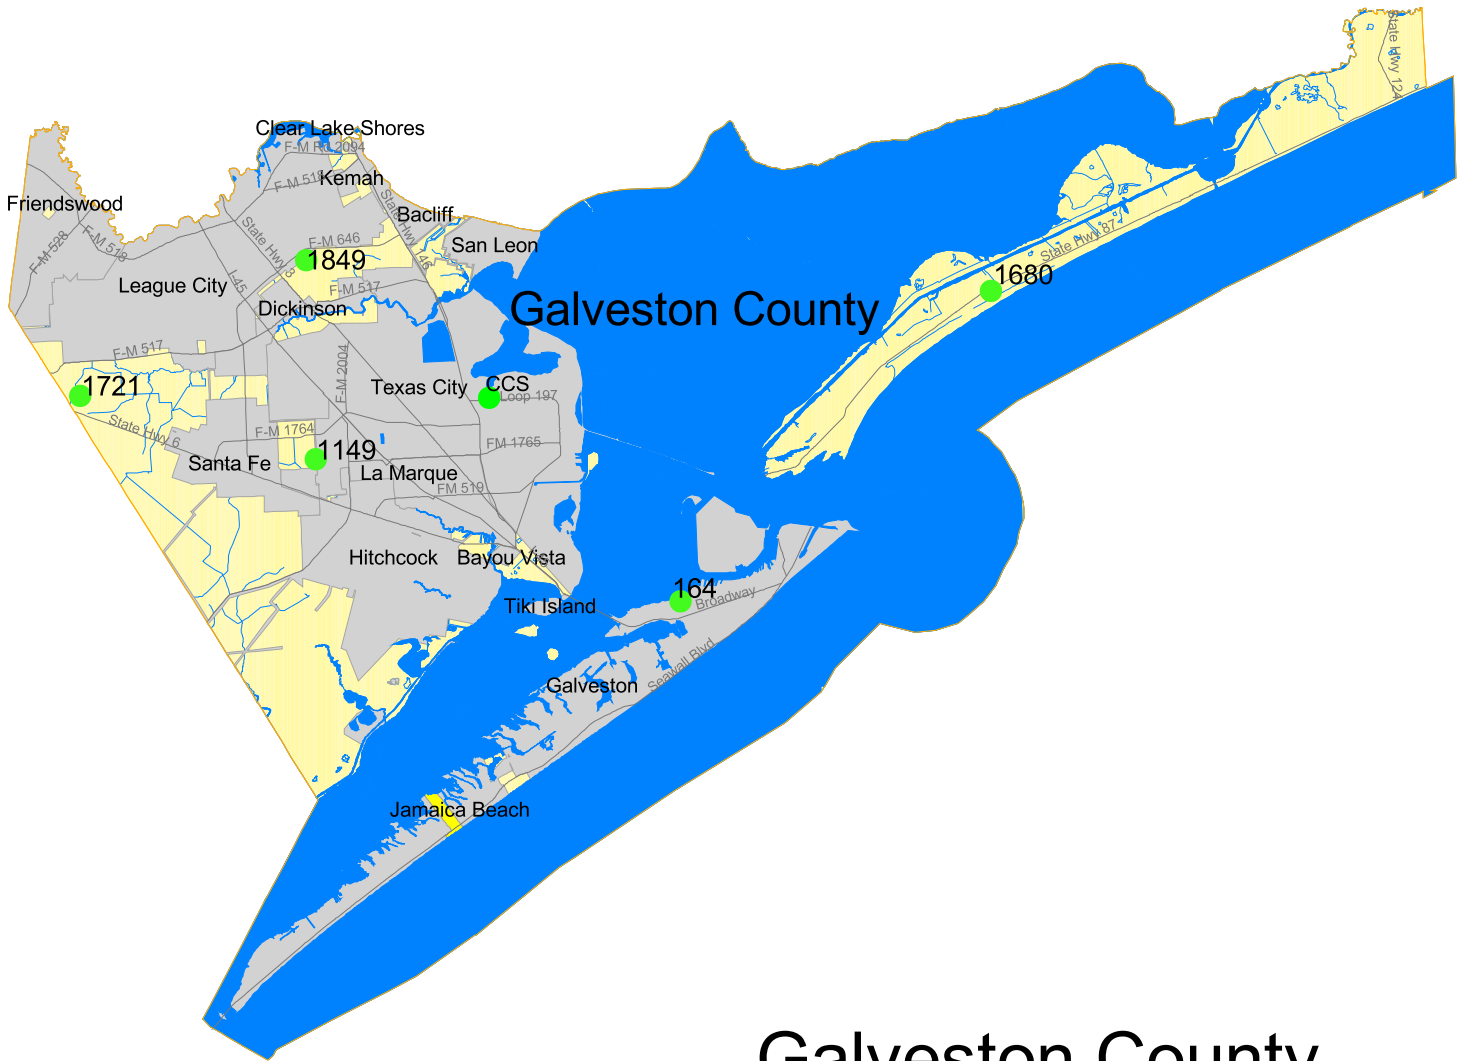 State Hwy 124
Clear Lake Shores
F-M Rd 2094
F-M 518
Kemah
Friendswood
State Hwy 146
Bacliff
F-M 528
F-M 518
State Hwy 3
F-M 646
San Leon
State Hwy 87
1849
1680
League City
I-45
F-M 517
Dickinson
Galveston County
F-M 517
F-M 2004
1721
Texas City
CCS
Loop 197
State Hwy 6
F-M 1764
FM 1765
1149
Santa Fe
La Marque
FM 519
Hitchcock
Bayou Vista
164
Broadway
Tiki Island
Seawall Blvd
Galveston
Jamaica Beach
Galveston County